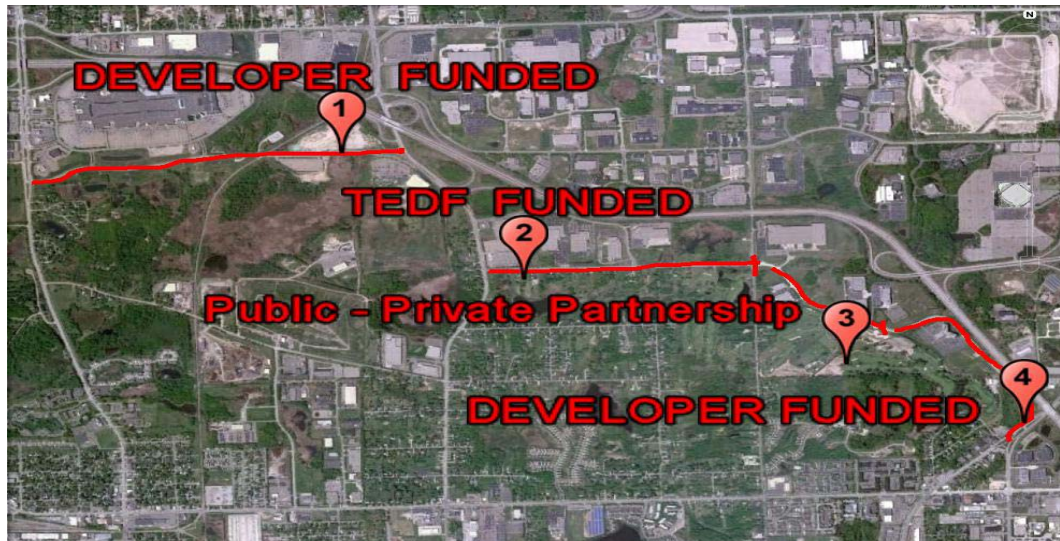 N
DEVELOPER FUNDED
1
TEDF FUNDED
2
Public - Private Partnership
3
4
DEVELOPER FUNDED